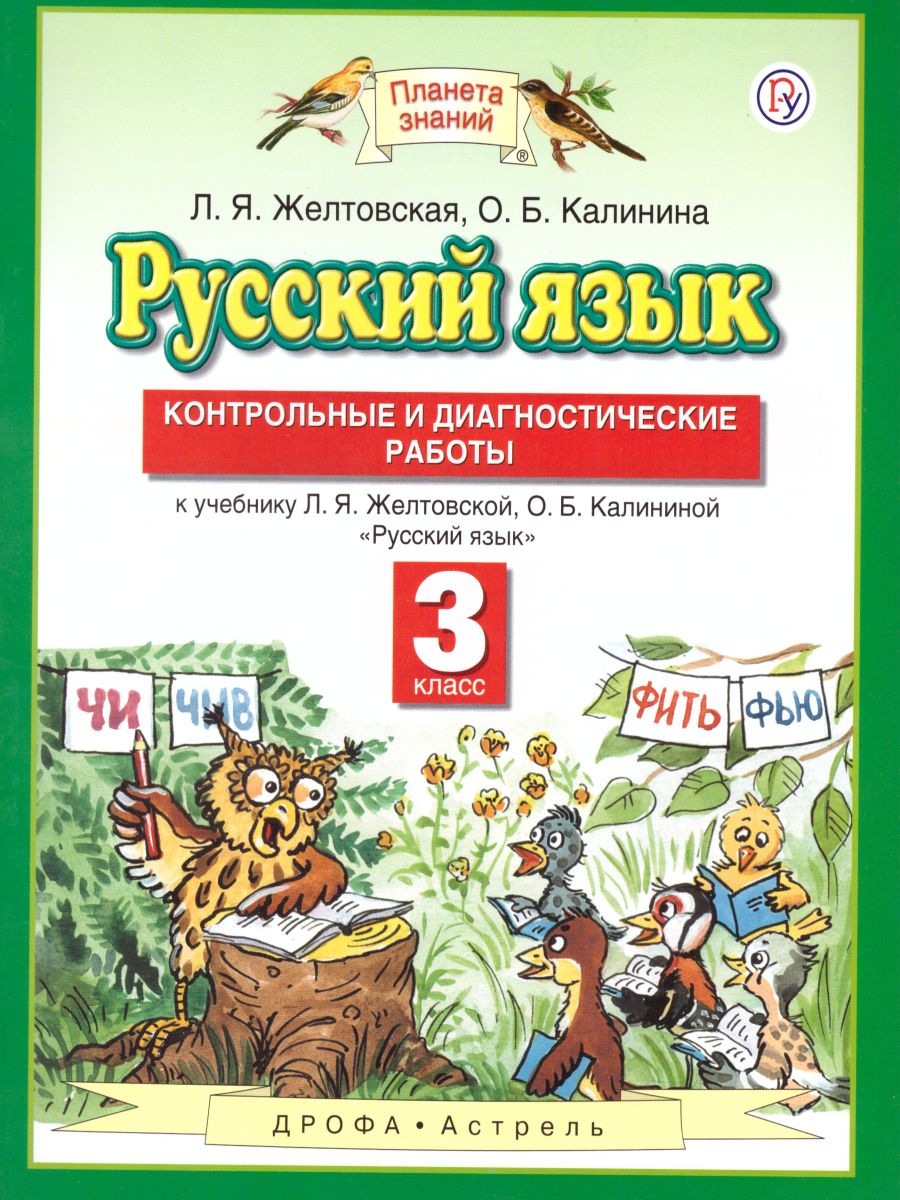 Планета
знаний
®
РУ
Л. Я. Желтовская, О. Б. Калинина
Русский язык
КОНТРОЛЬНЫЕ И ДИАГНОСТИЧЕСКИЕ
РАБОТЫ
к учебнику Л. Я. Желтовской, О. Б. Калининой
«Русский язык»
3
класс
ЧИ ЧИВ
ФИТЬ ФЬЮ
ДРОФА • Астрель